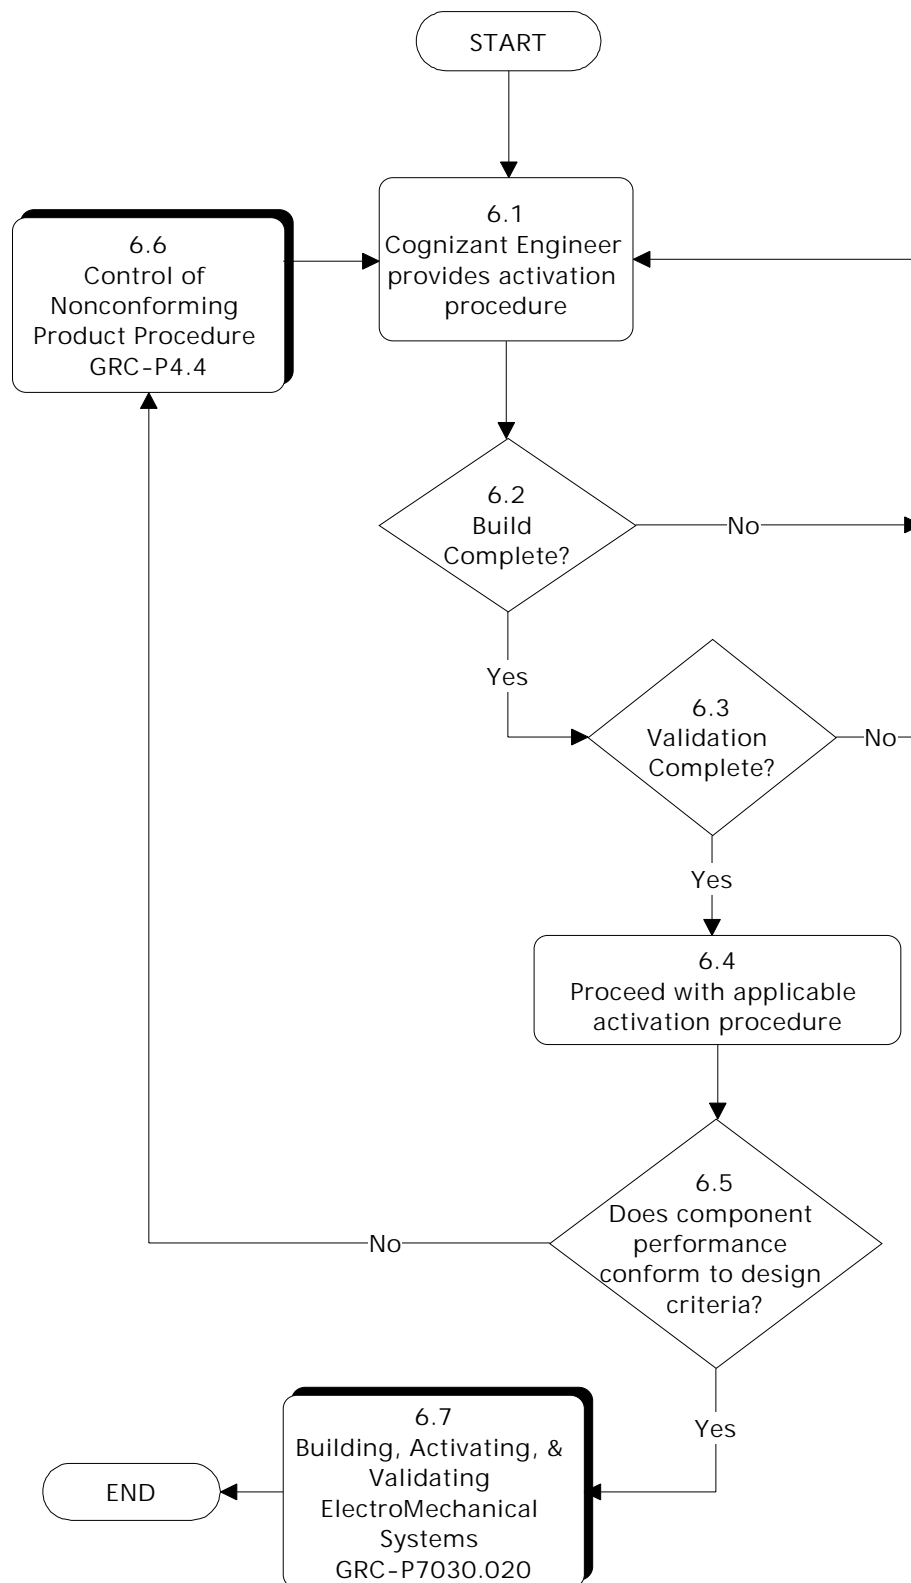 START
6.1
Cognizant Engineer
provides activation
procedure
6.6
Control of
Nonconforming
Product Procedure
GRC-P4.4
6.2
Build
Complete?
No
Yes
6.3
Validation
Complete?
No
Yes
6.4
Proceed with applicable
activation procedure
6.5
Does component
performance
conform to design
criteria?
No
Yes
6.7
Building, Activating, &
Validating
ElectroMechanical
Systems
GRC-P7030.020
END